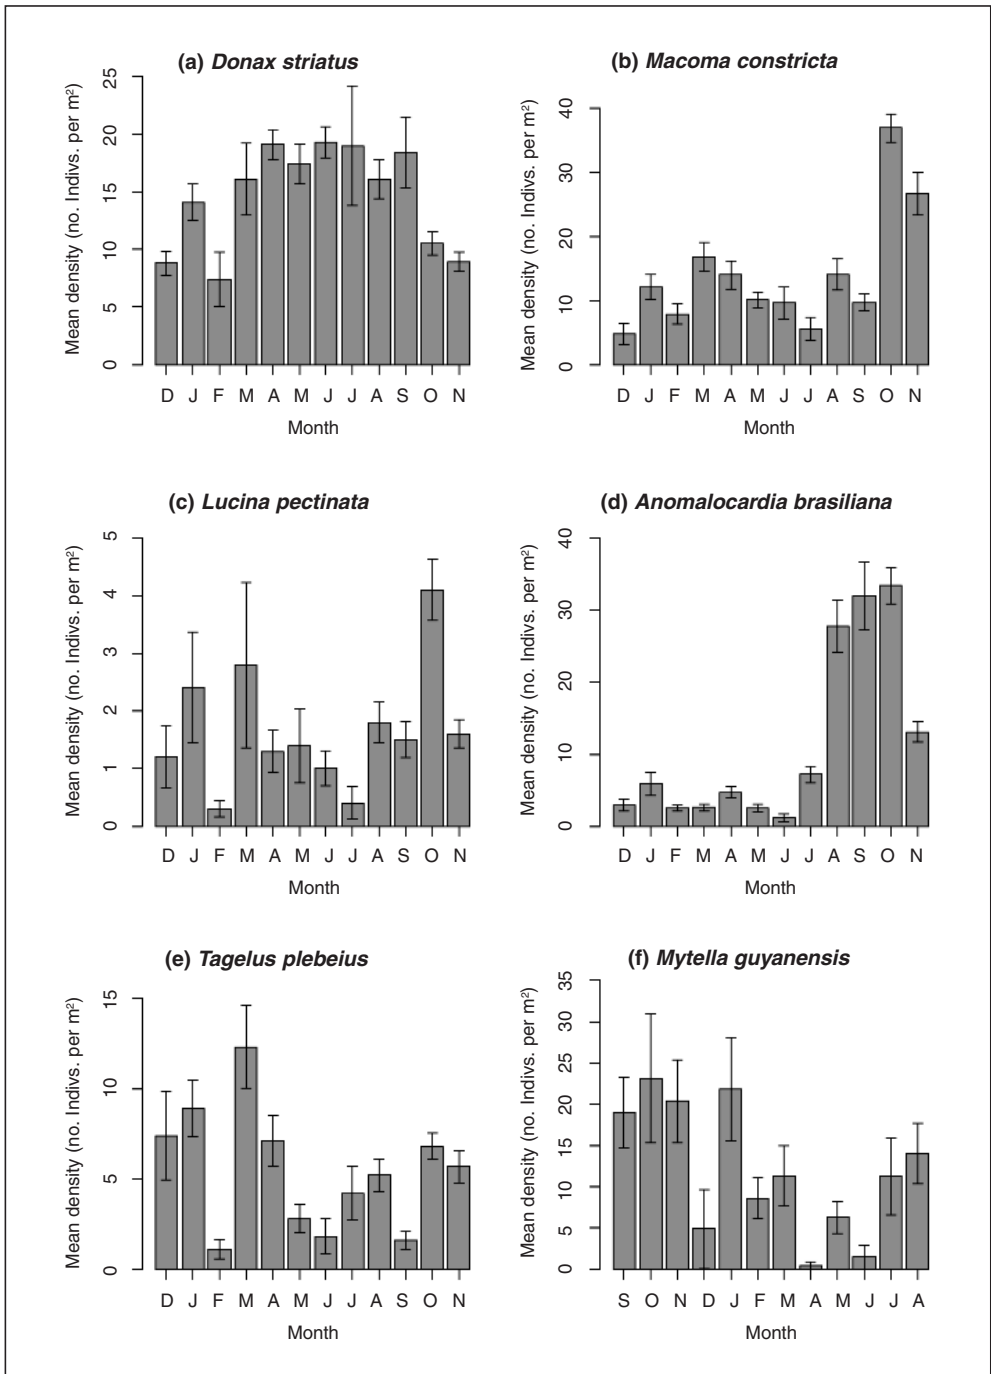 (a) Donax striatus
Mean density (no. Indivs. per m²)
25
20
15
10
5
0
D J F M A M J J A S O N
Month
(b) Macoma constricta
Mean density (no. Indivs. per m²)
40
30
20
10
0
D J F M A M J J A S O N
Month
(c) Lucina pectinata
Mean density (no. Indivs. per m²)
5
4
3
2
1
0
D J F M A M J J A S O N
Month
(d) Anomalocardia brasiliana
Mean density (no. Indivs. per m²)
40
30
20
10
0
D J F M A M J J A S O N
Month
(e) Tagelus plebeius
Mean density (no. Indivs. per m²)
15
10
5
0
D J F M A M J J A S O N
Month
(f) Mytella guyanensis
Mean density (no. Indivs. per m²)
35
30
25
20
15
10
5
0
S O N D J F M A M J J A
Month